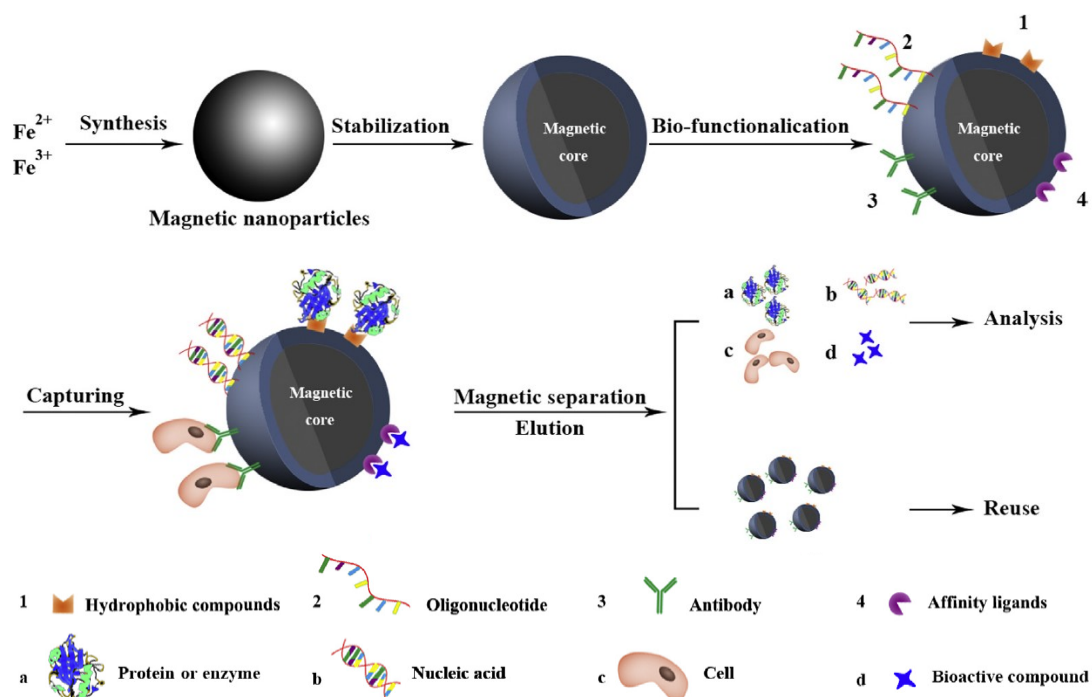 Fe2+
Fe3+
Synthesis
Magnetic nanoparticles
Stabilization
Magnetic
core
Bio-functionalication
1
2
3
4
Magnetic
core
Capturing
Magnetic
core
Magnetic separation
Elution
a
b
c
d
Analysis
Reuse
1 Hydrophobic compounds
2 Oligonucleotide
3 Antibody
4 Affinity ligands
a Protein or enzyme
b Nucleic acid
c Cell
d Bioactive compound